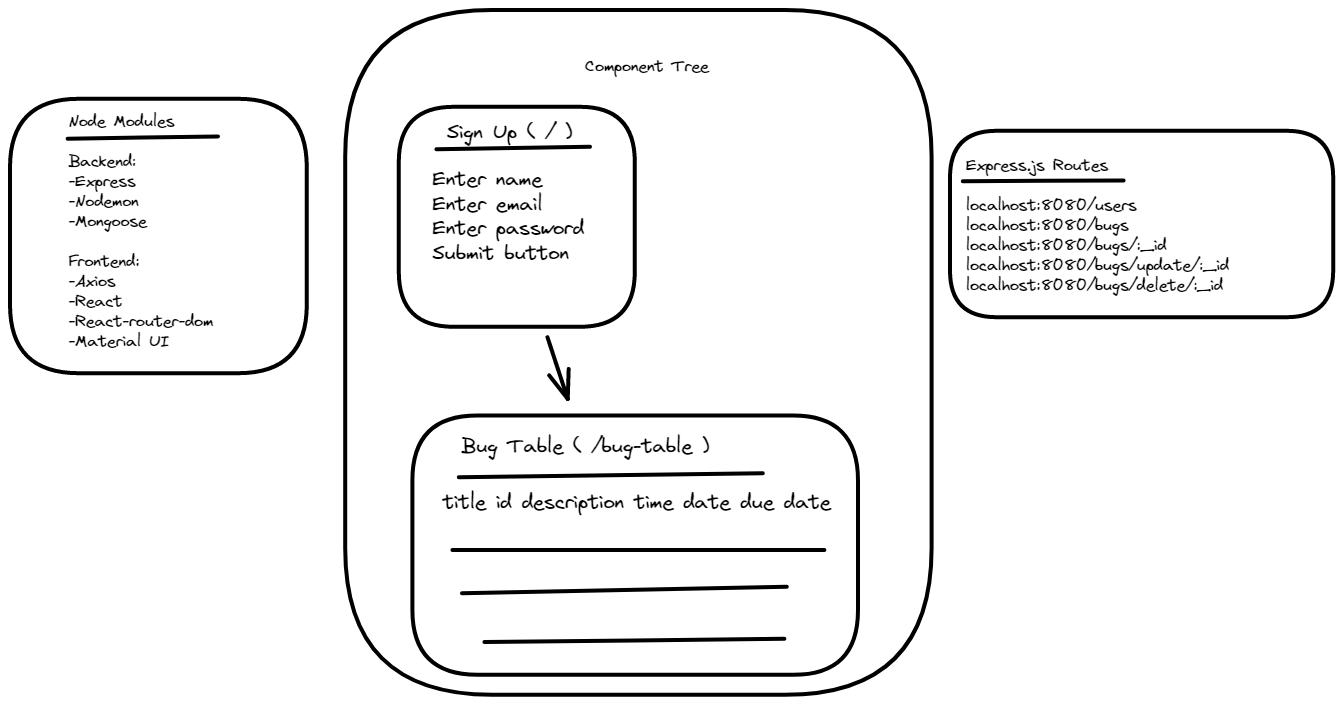 Node Modules
Backend:
-Express
-Nodemon
-Mongoose
Frontend:
-Axios
-React
-React-router-dom
-Material UI
Component Tree
Sign Up ( / )
Enter name
Enter email
Enter password
Submit button
Bug Table ( /bug-table )
title id description time date due date
Express.js Routes
localhost:8080/users
localhost:8080/bugs
localhost:8080/bugs/:_id
localhost:8080/bugs/update/:_id
localhost:8080/bugs/delete/:_id